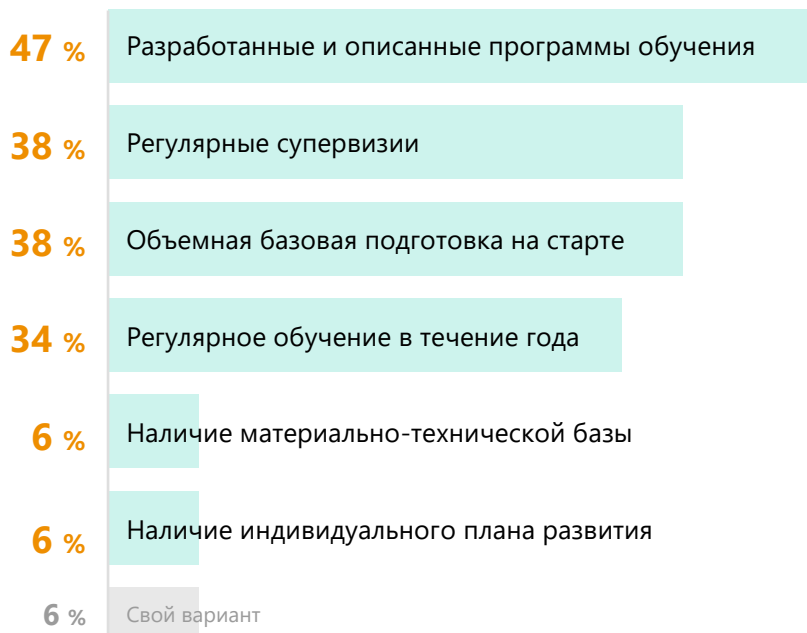 47 % Разработанные и описанные программы обучения
38 % Регулярные супервизии
38 % Объемная базовая подготовка на старте
34 % Регулярное обучение в течение года
6 % Наличие материально-технической базы
6 % Наличие индивидуального плана развития
6 % Свой вариант